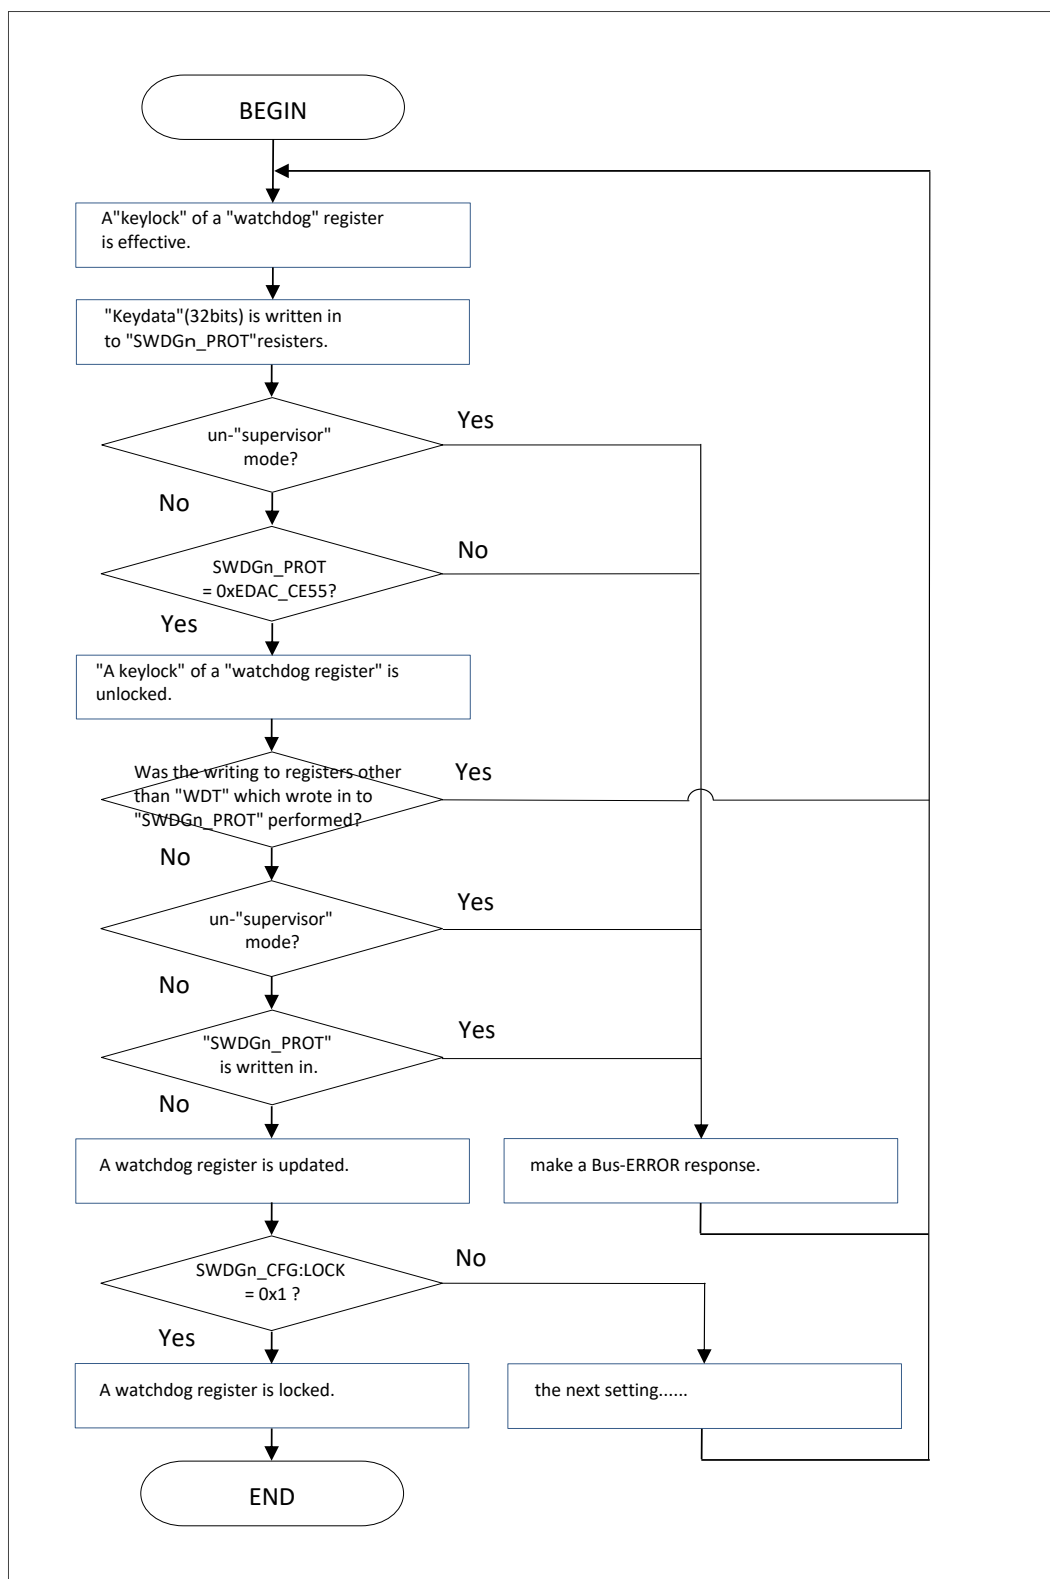 BEGIN
A"keylock" of a "watchdog" register
is effective.
"Keydata"(32bits) is written in
to "SWDGn_PROT"resisters.
un-"supervisor"
mode?
Yes
No
SWDGn_PROT
= 0xEDAC_CE55?
No
Yes
"A keylock" of a "watchdog register" is
unlocked.
Was the writing to registers other
than "WDT" which wrote in to
"SWDGn_PROT" performed?
Yes
No
un-"supervisor"
mode?
Yes
No
"SWDGn_PROT"
is written in.
Yes
No
A watchdog register is updated.
make a Bus-ERROR response.
SWDGn_CFG:LOCK
= 0x1 ?
No
Yes
A watchdog register is locked.
the next setting......
END